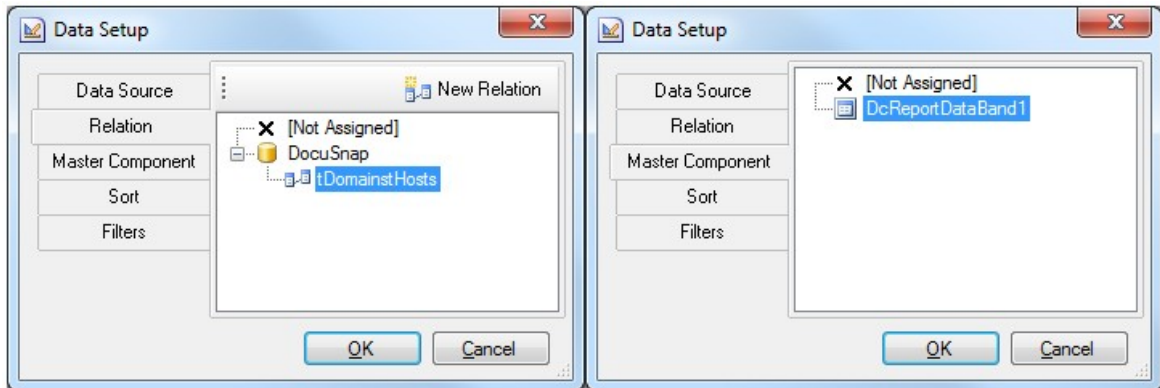 Data Setup
Data Source
Relation
Master Component
Sort
Filters
New Relation
[Not Assigned]
DocuSnap
tDomainstHosts
OK
Cancel
Data Setup
Data Source
Relation
Master Component
Sort
Filters
[Not Assigned]
DcReportDataBand1
OK
Cancel